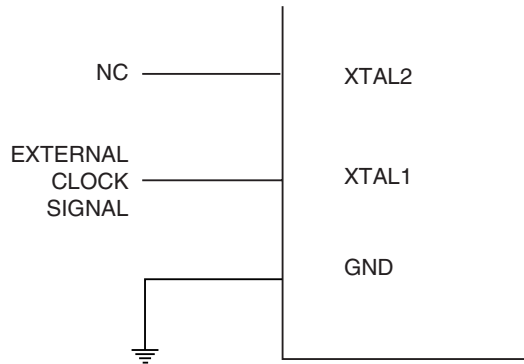 NC
XTAL2
EXTERNAL
CLOCK
SIGNAL
XTAL1
GND